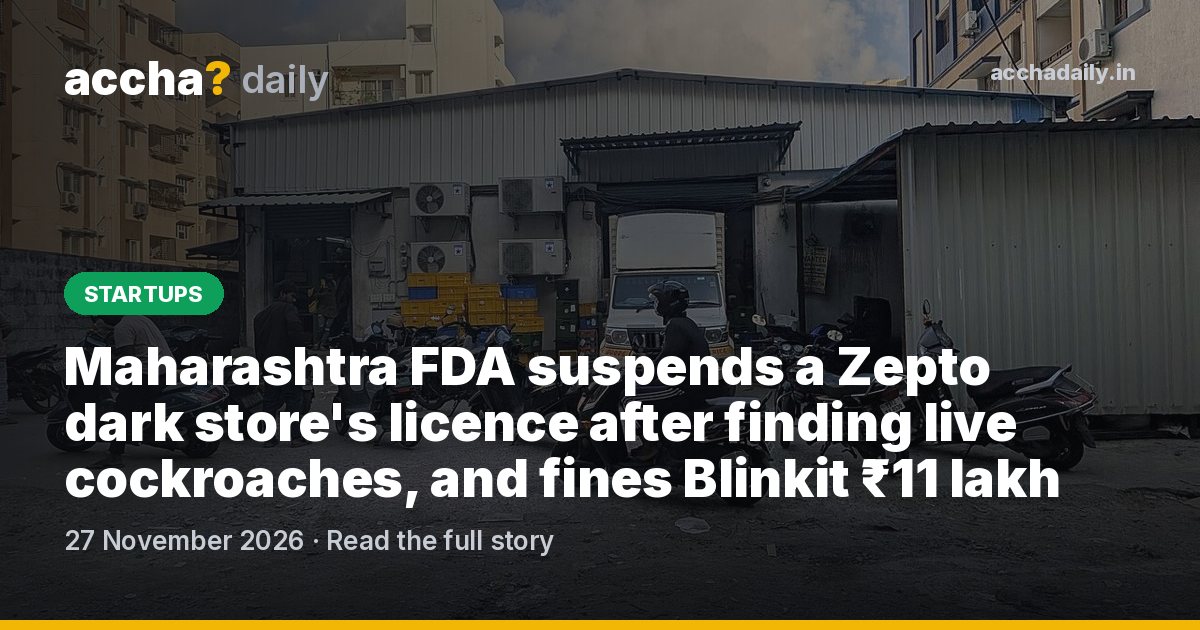 accha? daily
acchadaily.in
STARTUPS
Maharashtra FDA suspends a Zepto
dark store's licence after finding live
cockroaches, and fines Blinkit ₹11 lakh
27 November 2026 · Read the full story